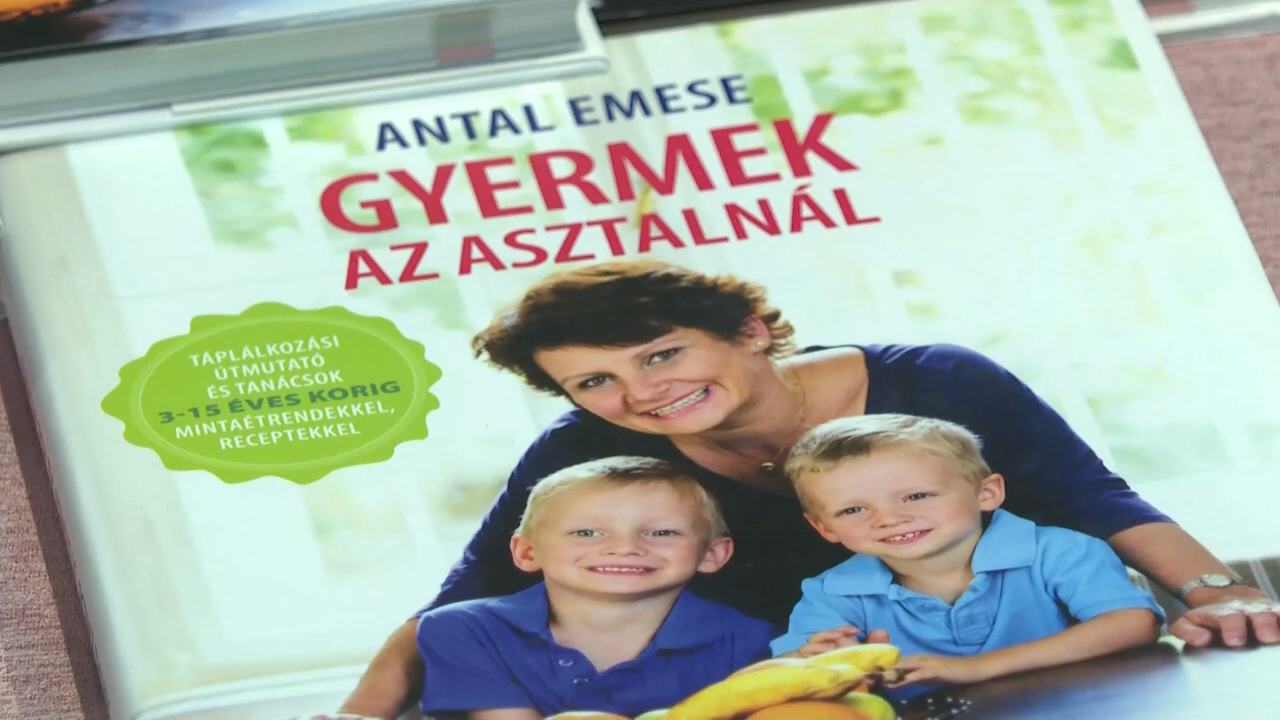 ANTAL EMESE
GYERMEK
AZ ASZTALNÁL
TÁPLÁLKOZÁSI
ÚTMUTATÓ
ÉS TANÁCSOK
3-15 ÉVES KORIG
MINTAÉTRENDEKKEL,
RECEPTEKKEL